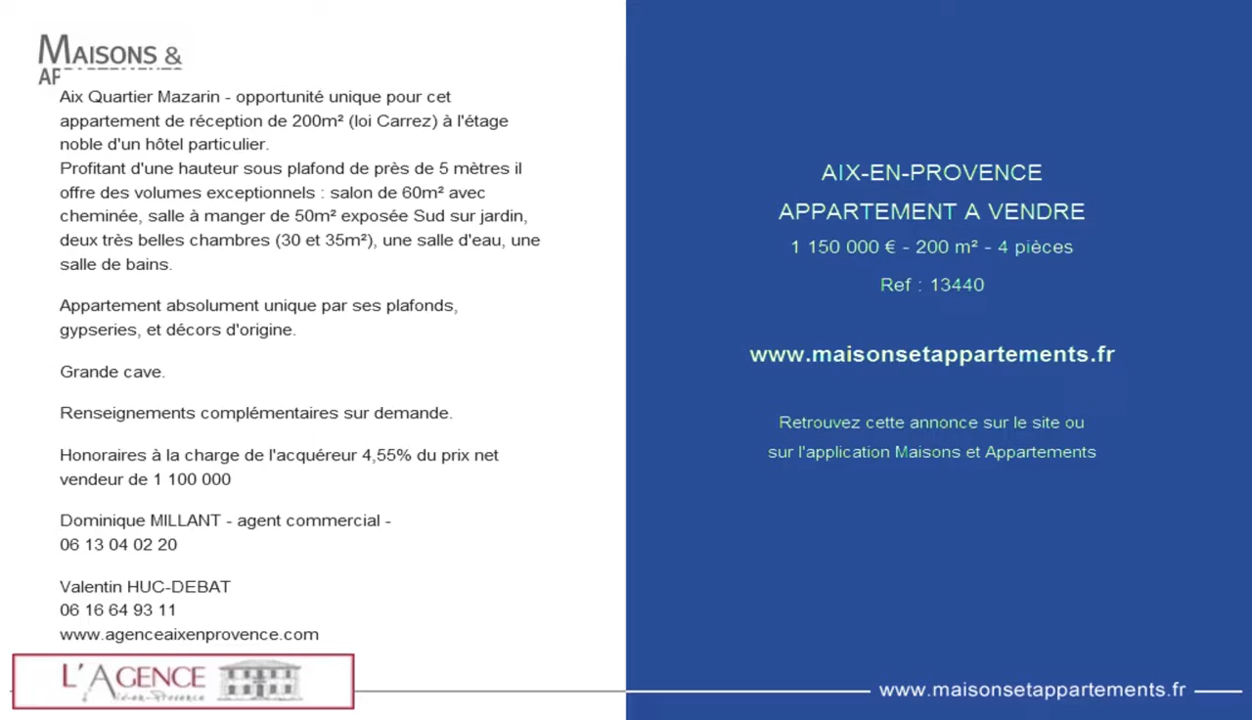 MAISONS &
Aix Quartier Mazarin - opportunité unique pour cet
appartement de réception de 200m² (loi Carrez) à l'étage
noble d'un hôtel particulier.
Profitant d'une hauteur sous plafond de près de 5 mètres il
offre des volumes exceptionnels : salon de 60m² avec
cheminée, salle à manger de 50m² exposée Sud sur jardin,
deux très belles chambres (30 et 35m²), une salle d'eau, une
salle de bains.
Appartement absolument unique par ses plafonds,
gypseries, et décors d'origine.
Grande cave.
Renseignements complémentaires sur demande.
Honoraires à la charge de l'acquéreur 4,55% du prix net
vendeur de 1 100 000
Dominique MILLANT - agent commercial -
06 13 04 02 20
Valentin HUC-DEBAT
06 16 64 93 11
www.agenceaixenprovence.com
L'AGENCE
AIX-EN-PROVENCE
APPARTEMENT A VENDRE
1 150 000 € - 200 m² - 4 pièces
Ref : 13440
www.maisonsetappartements.fr
Retrouvez cette annonce sur le site ou
sur l'application Maisons et Appartements
www.maisonsetappartements.fr